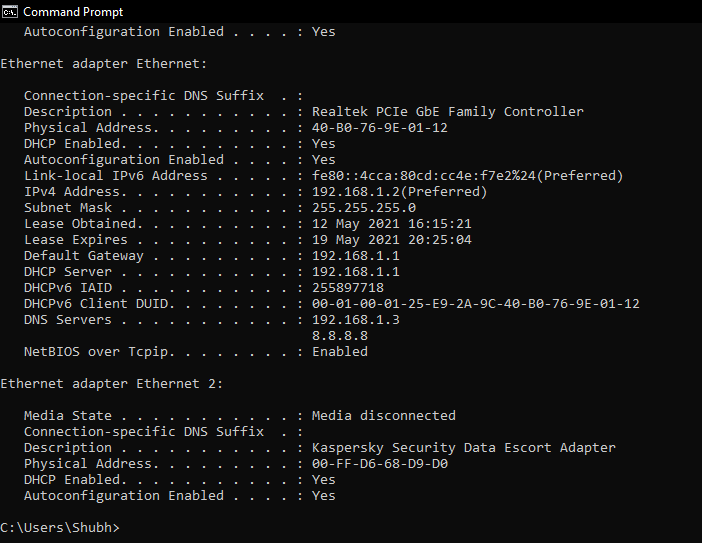 Command Prompt
Autoconfiguration Enabled . . . . : Yes
Ethernet adapter Ethernet:
Connection-specific DNS Suffix  . :
Description . . . . . . . . . . . : Realtek PCIe GbE Family Controller
Physical Address. . . . . . . . . : 40-B0-76-9E-01-12
DHCP Enabled. . . . . . . . . . . : Yes
Autoconfiguration Enabled . . . . : Yes
Link-local IPv6 Address . . . . . : fe80::4cca:80cd:cc4e:f7e2%24(Preferred)
IPv4 Address. . . . . . . . . . . : 192.168.1.2(Preferred)
Subnet Mask . . . . . . . . . . . : 255.255.255.0
Lease Obtained. . . . . . . . . . : 12 May 2021 16:15:21
Lease Expires . . . . . . . . . . : 19 May 2021 20:25:04
Default Gateway . . . . . . . . . : 192.168.1.1
DHCP Server . . . . . . . . . . . : 192.168.1.1
DHCPv6 IAID . . . . . . . . . . . : 255897718
DHCPv6 Client DUID. . . . . . . . : 00-01-00-01-25-E9-2A-9C-40-B0-76-9E-01-12
DNS Servers . . . . . . . . . . . : 192.168.1.3
8.8.8.8
NetBIOS over Tcpip. . . . . . . . : Enabled
Ethernet adapter Ethernet 2:
Media State . . . . . . . . . . . : Media disconnected
Connection-specific DNS Suffix  . :
Description . . . . . . . . . . . : Kaspersky Security Data Escort Adapter
Physical Address. . . . . . . . . : 00-FF-D6-68-D9-D0
DHCP Enabled. . . . . . . . . . . : Yes
Autoconfiguration Enabled . . . . : Yes
C:\Users\Shubh>